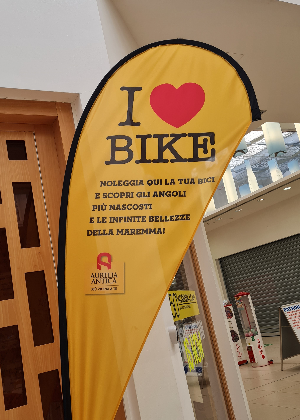 I ❤
BIKE
NOLEGGIA QUI LA TUA BICI
E SCOPRI GLI ANGOLI
PIÙ NASCOSTI
E LE INFINITE BELLEZZE
DELLA MAREMMA!
AURELIA
ANTICA